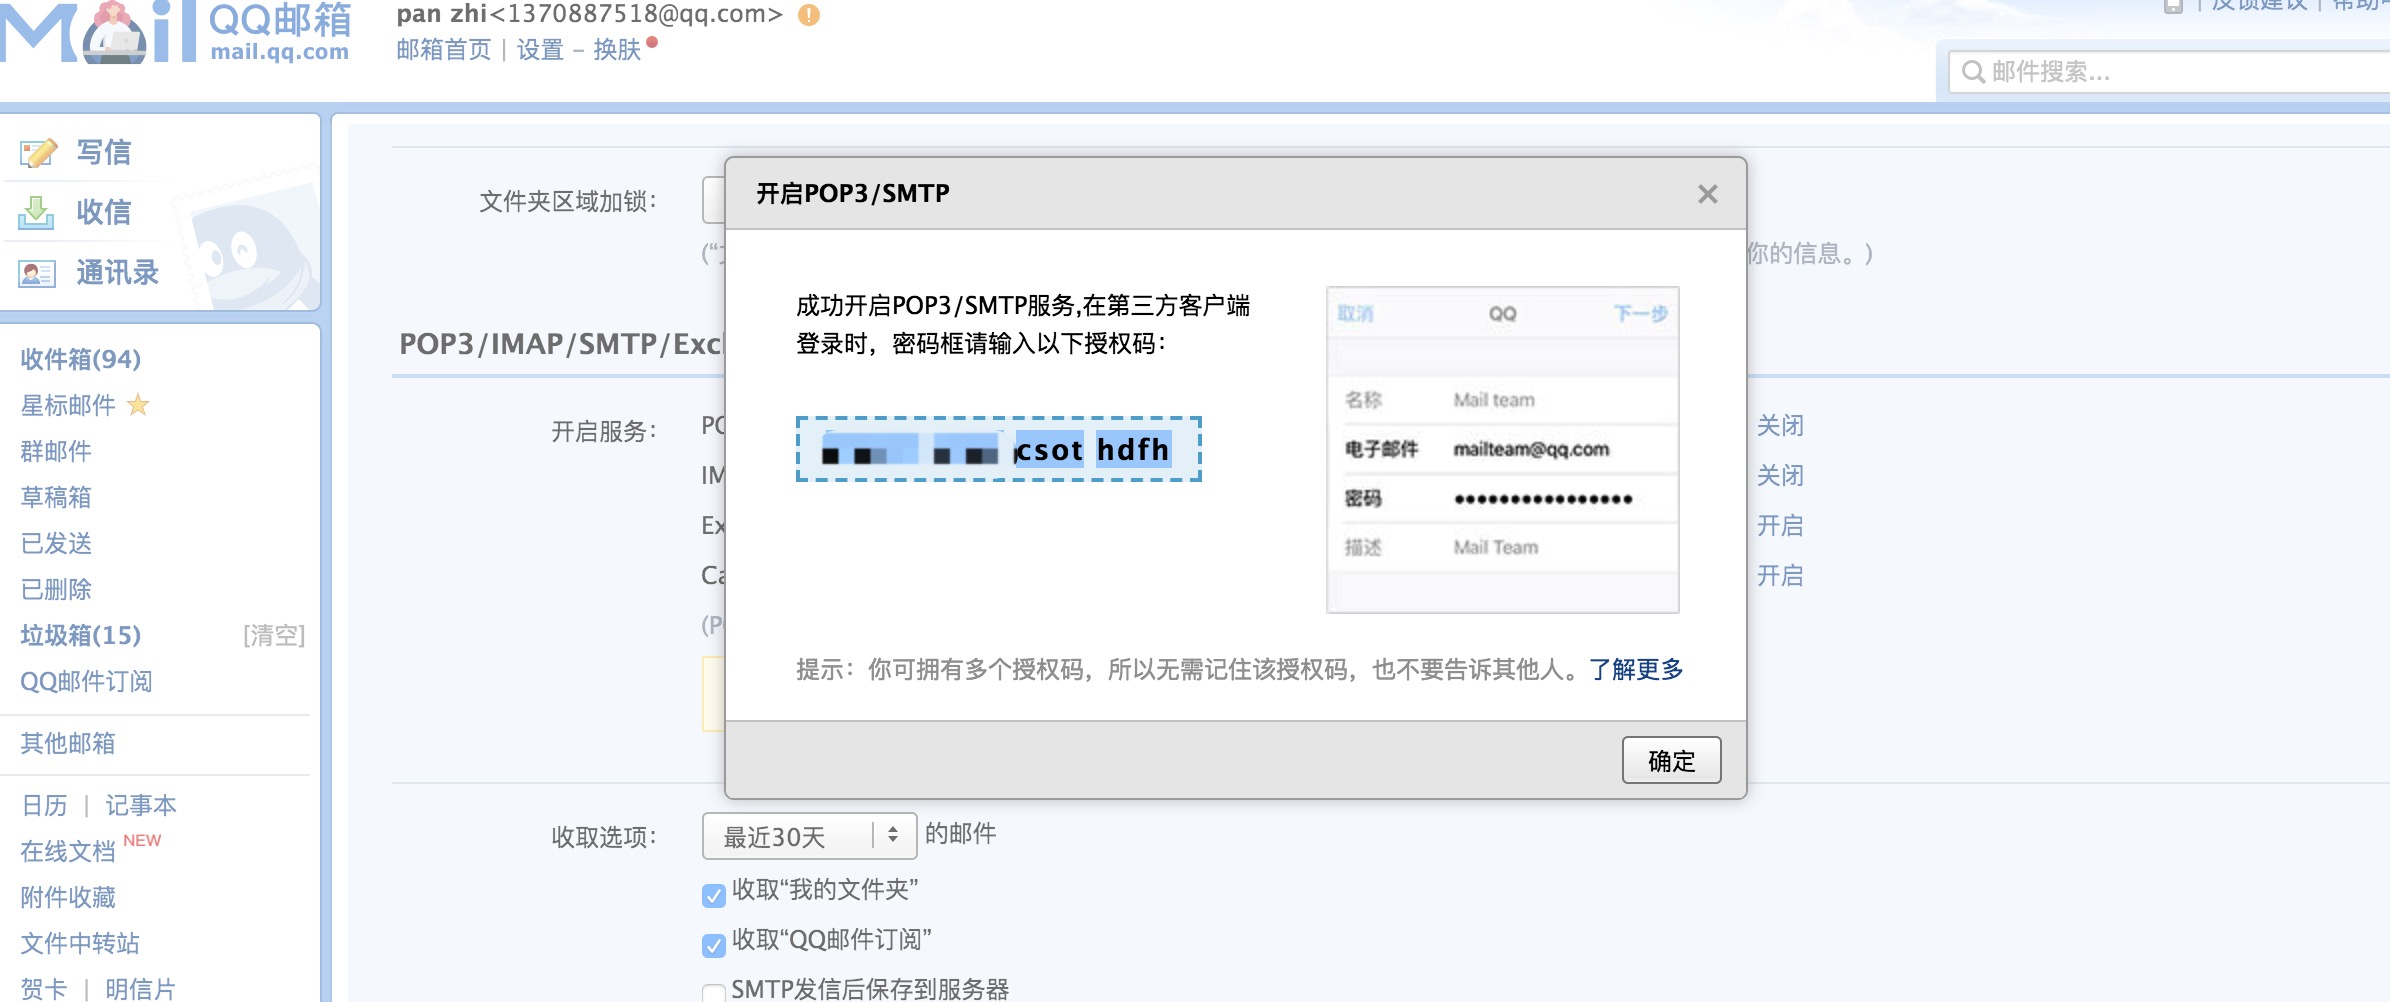 Mail QQ邮箱
mail.qq.com
pan zhi<1370887518@qq.com>
邮箱首页 | 设置 - 换肤
反馈建议
邮件搜索...
写信
收信
通讯录
收件箱(94)
星标邮件
群邮件
草稿箱
已发送
已删除
垃圾箱(15) [清空]
QQ邮件订阅
其他邮箱
日历 | 记事本
在线文档 NEW
附件收藏
文件中转站
贺卡 | 明信片
文件夹区域加锁：
你的信息。)
POP3/IMAP/SMTP/Exc
开启服务：
关闭
关闭
开启
开启
开启POP3/SMTP
成功开启POP3/SMTP服务,在第三方客户端
登录时，密码框请输入以下授权码：
csot hdfh
取消 QQ 下一步
名称 Mail team
电子邮件 mailteam@qq.com
密码 ••••••••••••••••
描述 Mail Team
提示：你可拥有多个授权码，所以无需记住该授权码，也不要告诉其他人。了解更多
确定
收取选项： 最近30天 的邮件
收取“我的文件夹”
收取“QQ邮件订阅”
SMTP发信后保存到服务器